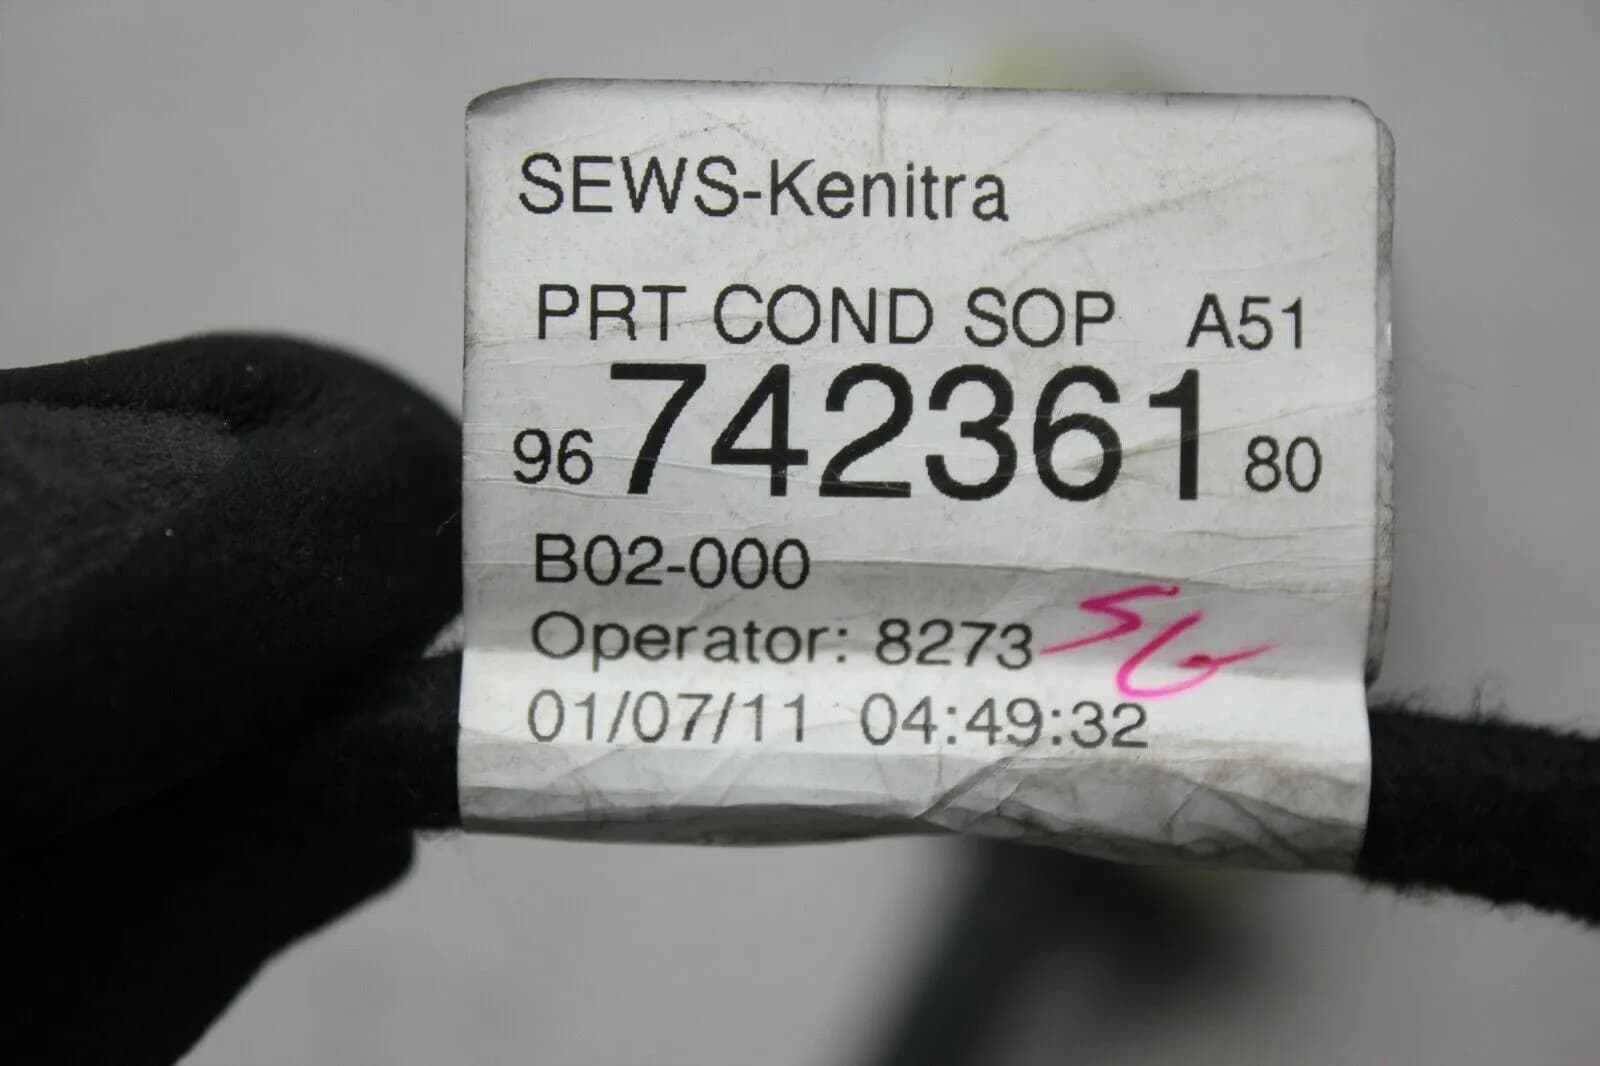 SEWS-Kenitra
PRT COND SOP A51
96 742361 80
B02-000
Operator: 8273
01/07/11 04:49:32